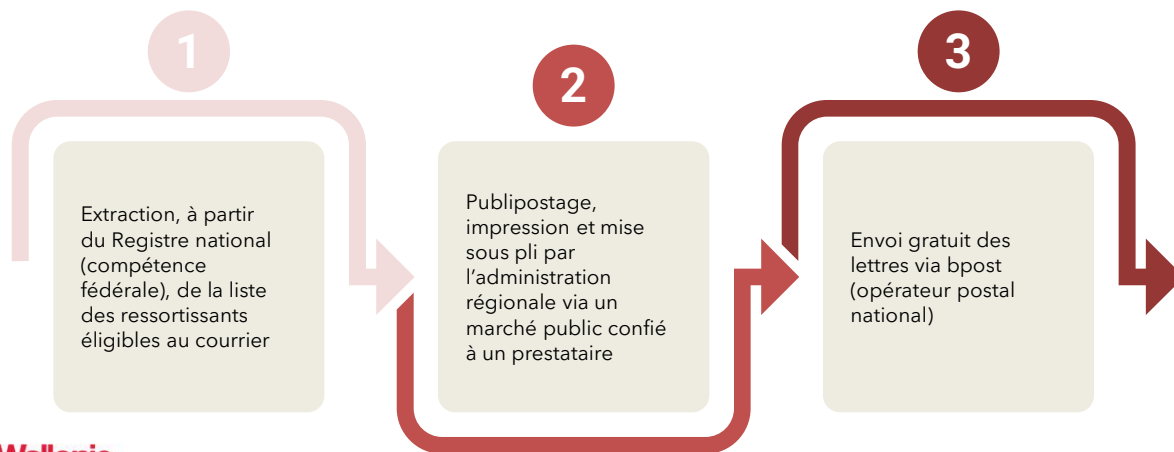 1
Extraction, à partir
du Registre national
(compétence
fédérale), de la liste
des ressortissants
éligibles au courrier
2
Publipostage,
impression et mise
sous pli par
l’administration
régionale via un
marché public confié
à un prestataire
3
Envoi gratuit des
lettres via bpost
(opérateur postal
national)
Wallonie